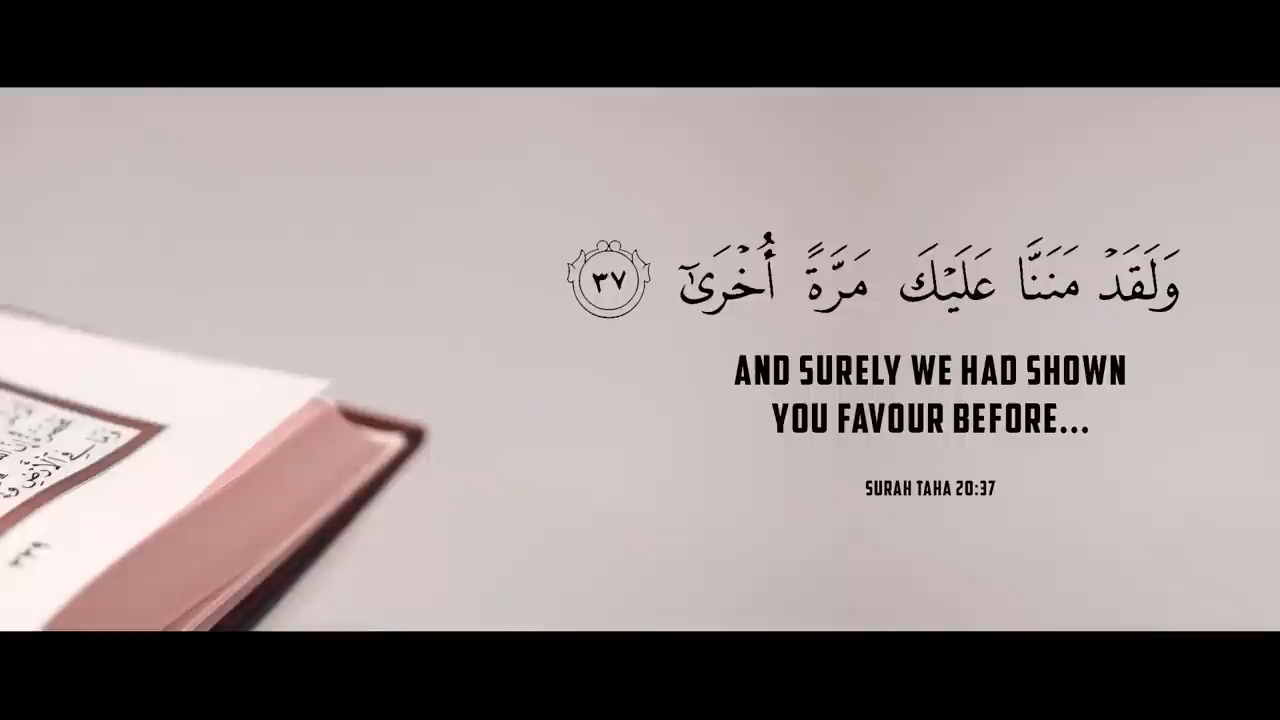 وَلَقَدۡ مَنَنَّا عَلَيۡكَ مَرَّةً أُخۡرَىٰٓ ٣٧
AND SURELY WE HAD SHOWN
YOU FAVOUR BEFORE...
SURAH TAHA 20:37